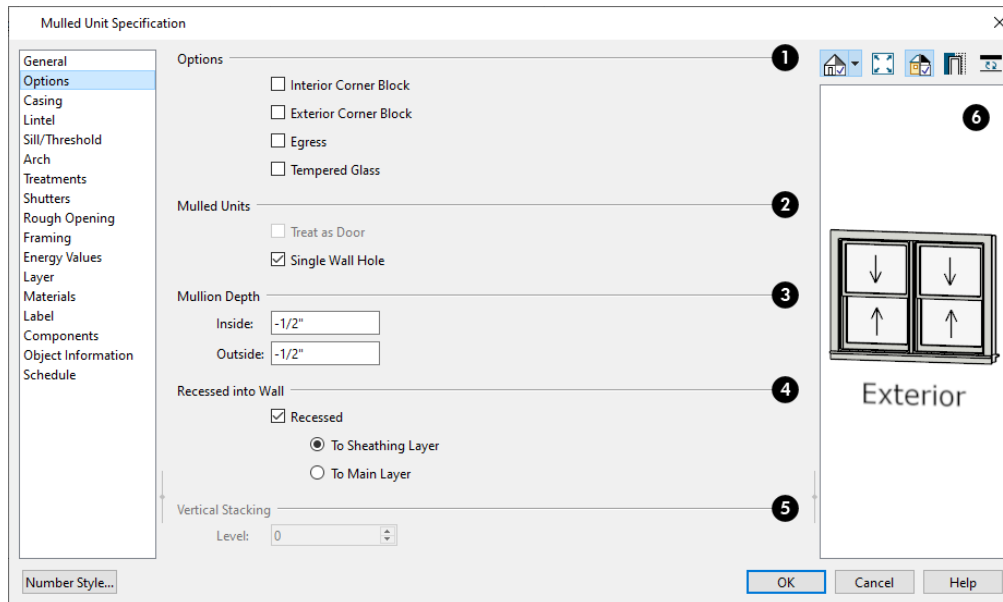 Mulled Unit Specification
General
Options
Casing
Lintel
Sill/Threshold
Arch
Treatments
Shutters
Rough Opening
Framing
Energy Values
Layer
Materials
Label
Components
Object Information
Schedule
Options 1
Interior Corner Block
Exterior Corner Block
Egress
Tempered Glass
Mulled Units 2
Treat as Door
Single Wall Hole
Mullion Depth 3
Inside: -1/2"
Outside: -1/2"
Recessed into Wall 4
Recessed
To Sheathing Layer
To Main Layer
Vertical Stacking 5
Level: 0
6
Exterior
Number Style... OK Cancel Help